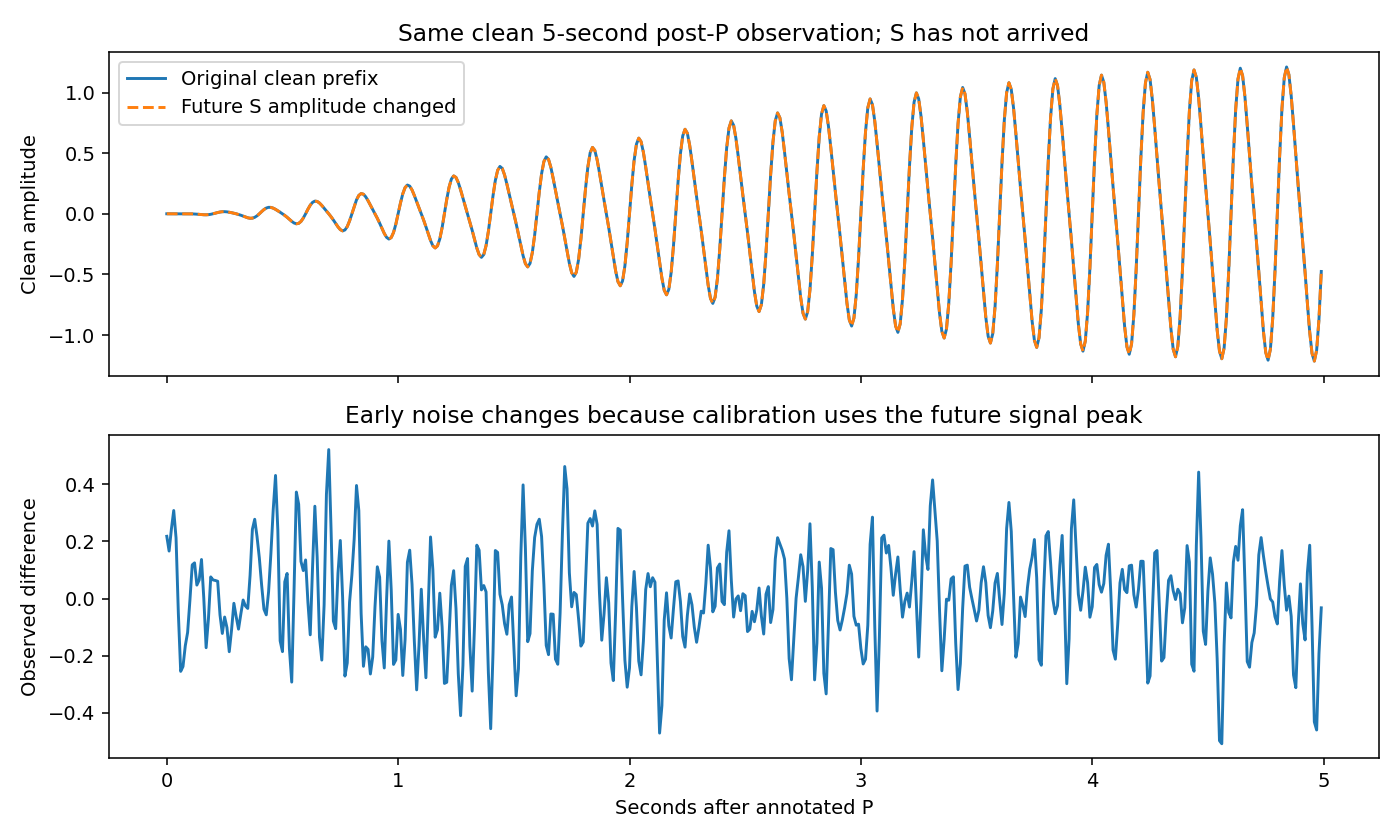 Same clean 5-second post-P observation; S has not arrived
Original clean prefix
Future S amplitude changed
Clean amplitude
1.0
0.5
0.0
−0.5
−1.0
Early noise changes because calibration uses the future signal peak
Observed difference
0.4
0.2
0.0
−0.2
−0.4
0 1 2 3 4 5
Seconds after annotated P